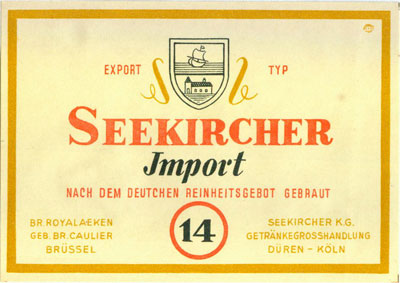 EXPORT TYP
SEEKIRCHER
Import
NACH DEM DEUTCHEN REINHEITSGEBOT GEBRAUT
BR. ROYALAEKEN
GEB. BR. CAULIER
BRÜSSEL
14
SEEKIRCHER K.G.
GETRÄNKEGROSSHANDLUNG
DÜREN - KÖLN